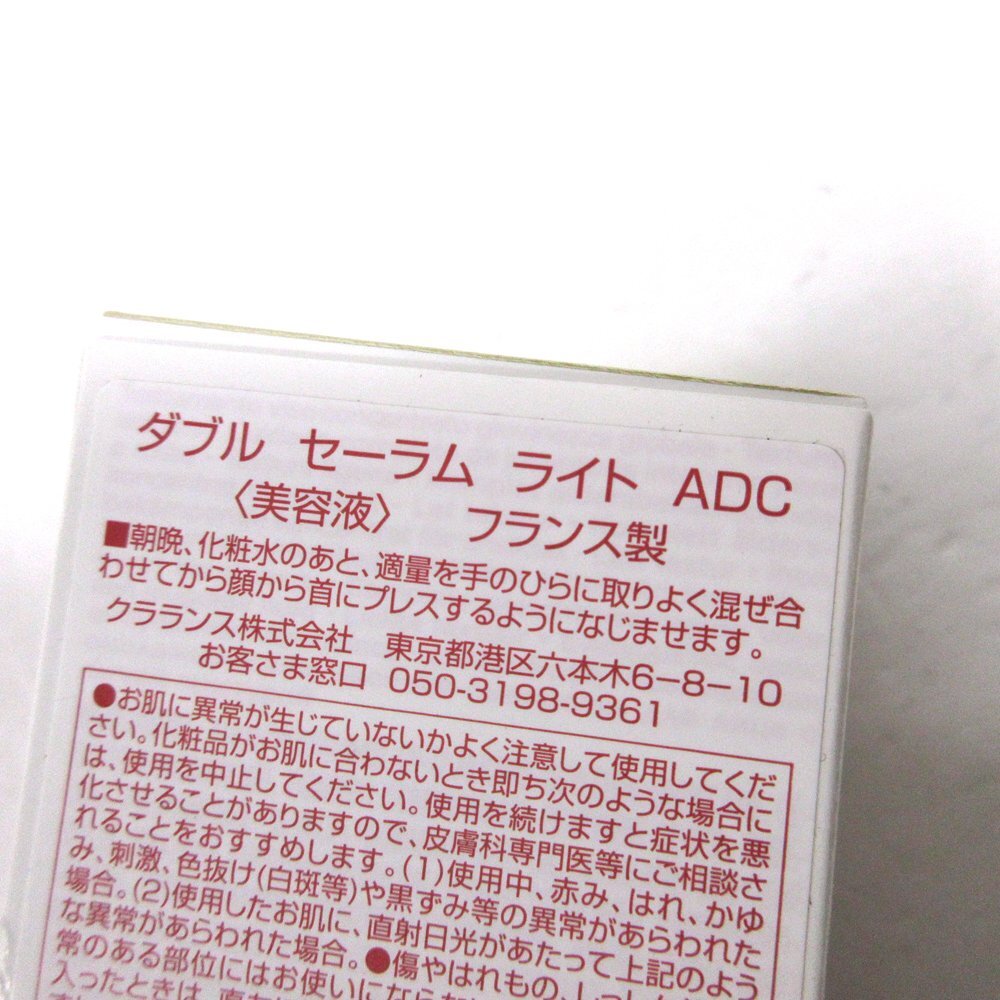 ダブル セーラム ライト ADC
〈美容液〉 フランス製
■朝晩、化粧水のあと、適量を手のひらに取りよく混ぜ合
わせてから顔から首にプレスするようになじませます。
クラランス株式会社 東京都港区六本木6-8-10
お客さま窓口 050-3198-9361
●お肌に異常が生じていないかよく注意して使用してくだ
さい。化粧品がお肌に合わないとき即ち次のような場合に
は、使用を中止してください。使用を続けますと症状を悪
化させることがありますので、皮膚科専門医等にご相談さ
れることをおすすめします。(1)使用中、赤み、はれ、かゆ
み、刺激、色抜け(白斑等)や黒ずみ等の異常があらわれた
場合。(2)使用したお肌に、直射日光があたって上記のよう
な異常があらわれた場合。●傷やはれもの、しっしん
常のある部位にはお使いにならな
入ったときは、直ち